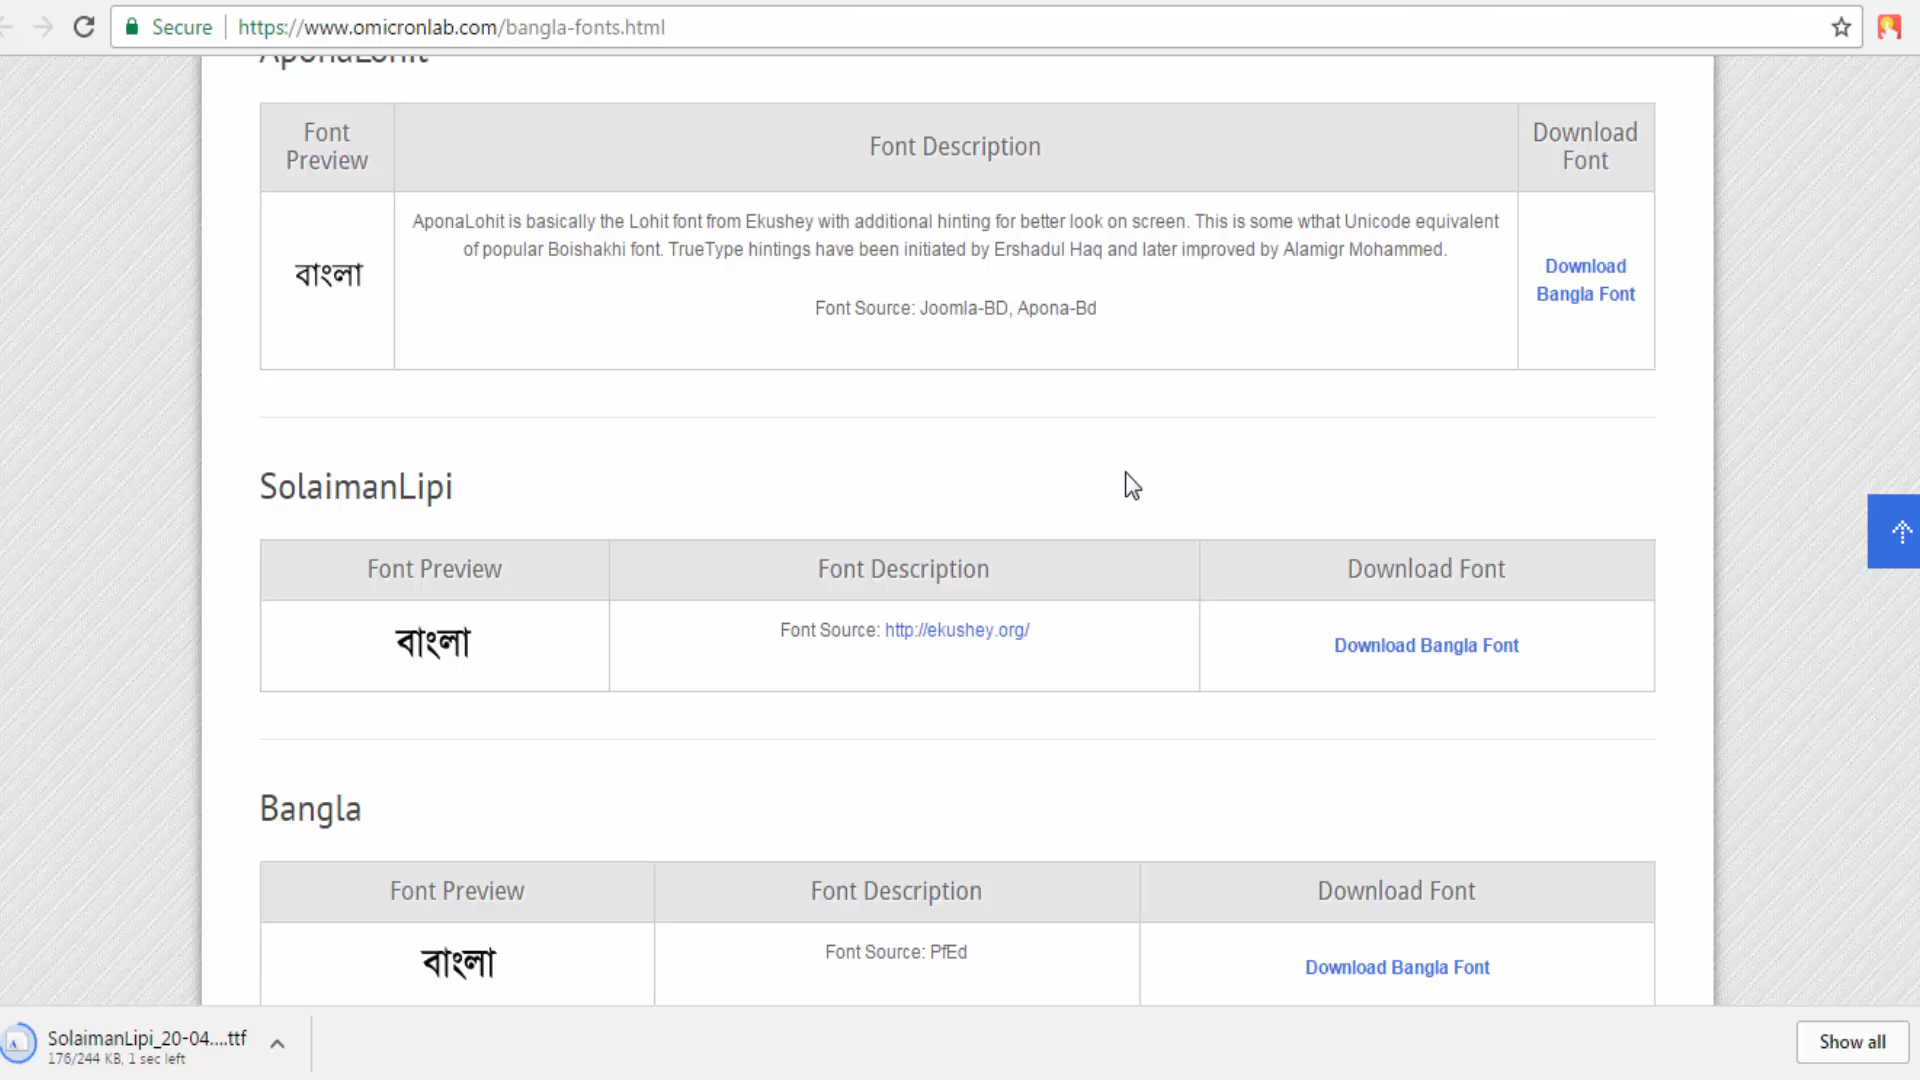 Secure https://www.omicronlab.com/bangla-fonts.html
AponaLohit
Font Preview
Font Description
Download Font
বাংলা
AponaLohit is basically the Lohit font from Ekushey with additional hinting for better look on screen. This is some wthat Unicode equivalent
of popular Boishakhi font. TrueType hintings have been initiated by Ershadul Haq and later improved by Alamigr Mohammed.
Font Source: Joomla-BD, Apona-Bd
Download
Bangla Font
SolaimanLipi
Font Preview Font Description Download Font
বাংলা Font Source: http://ekushey.org/ Download Bangla Font
Bangla
Font Preview Font Description Download Font
বাংলা Font Source: PfEd Download Bangla Font
SolaimanLipi_20-04....ttf
176/244 KB, 1 sec left
Show all